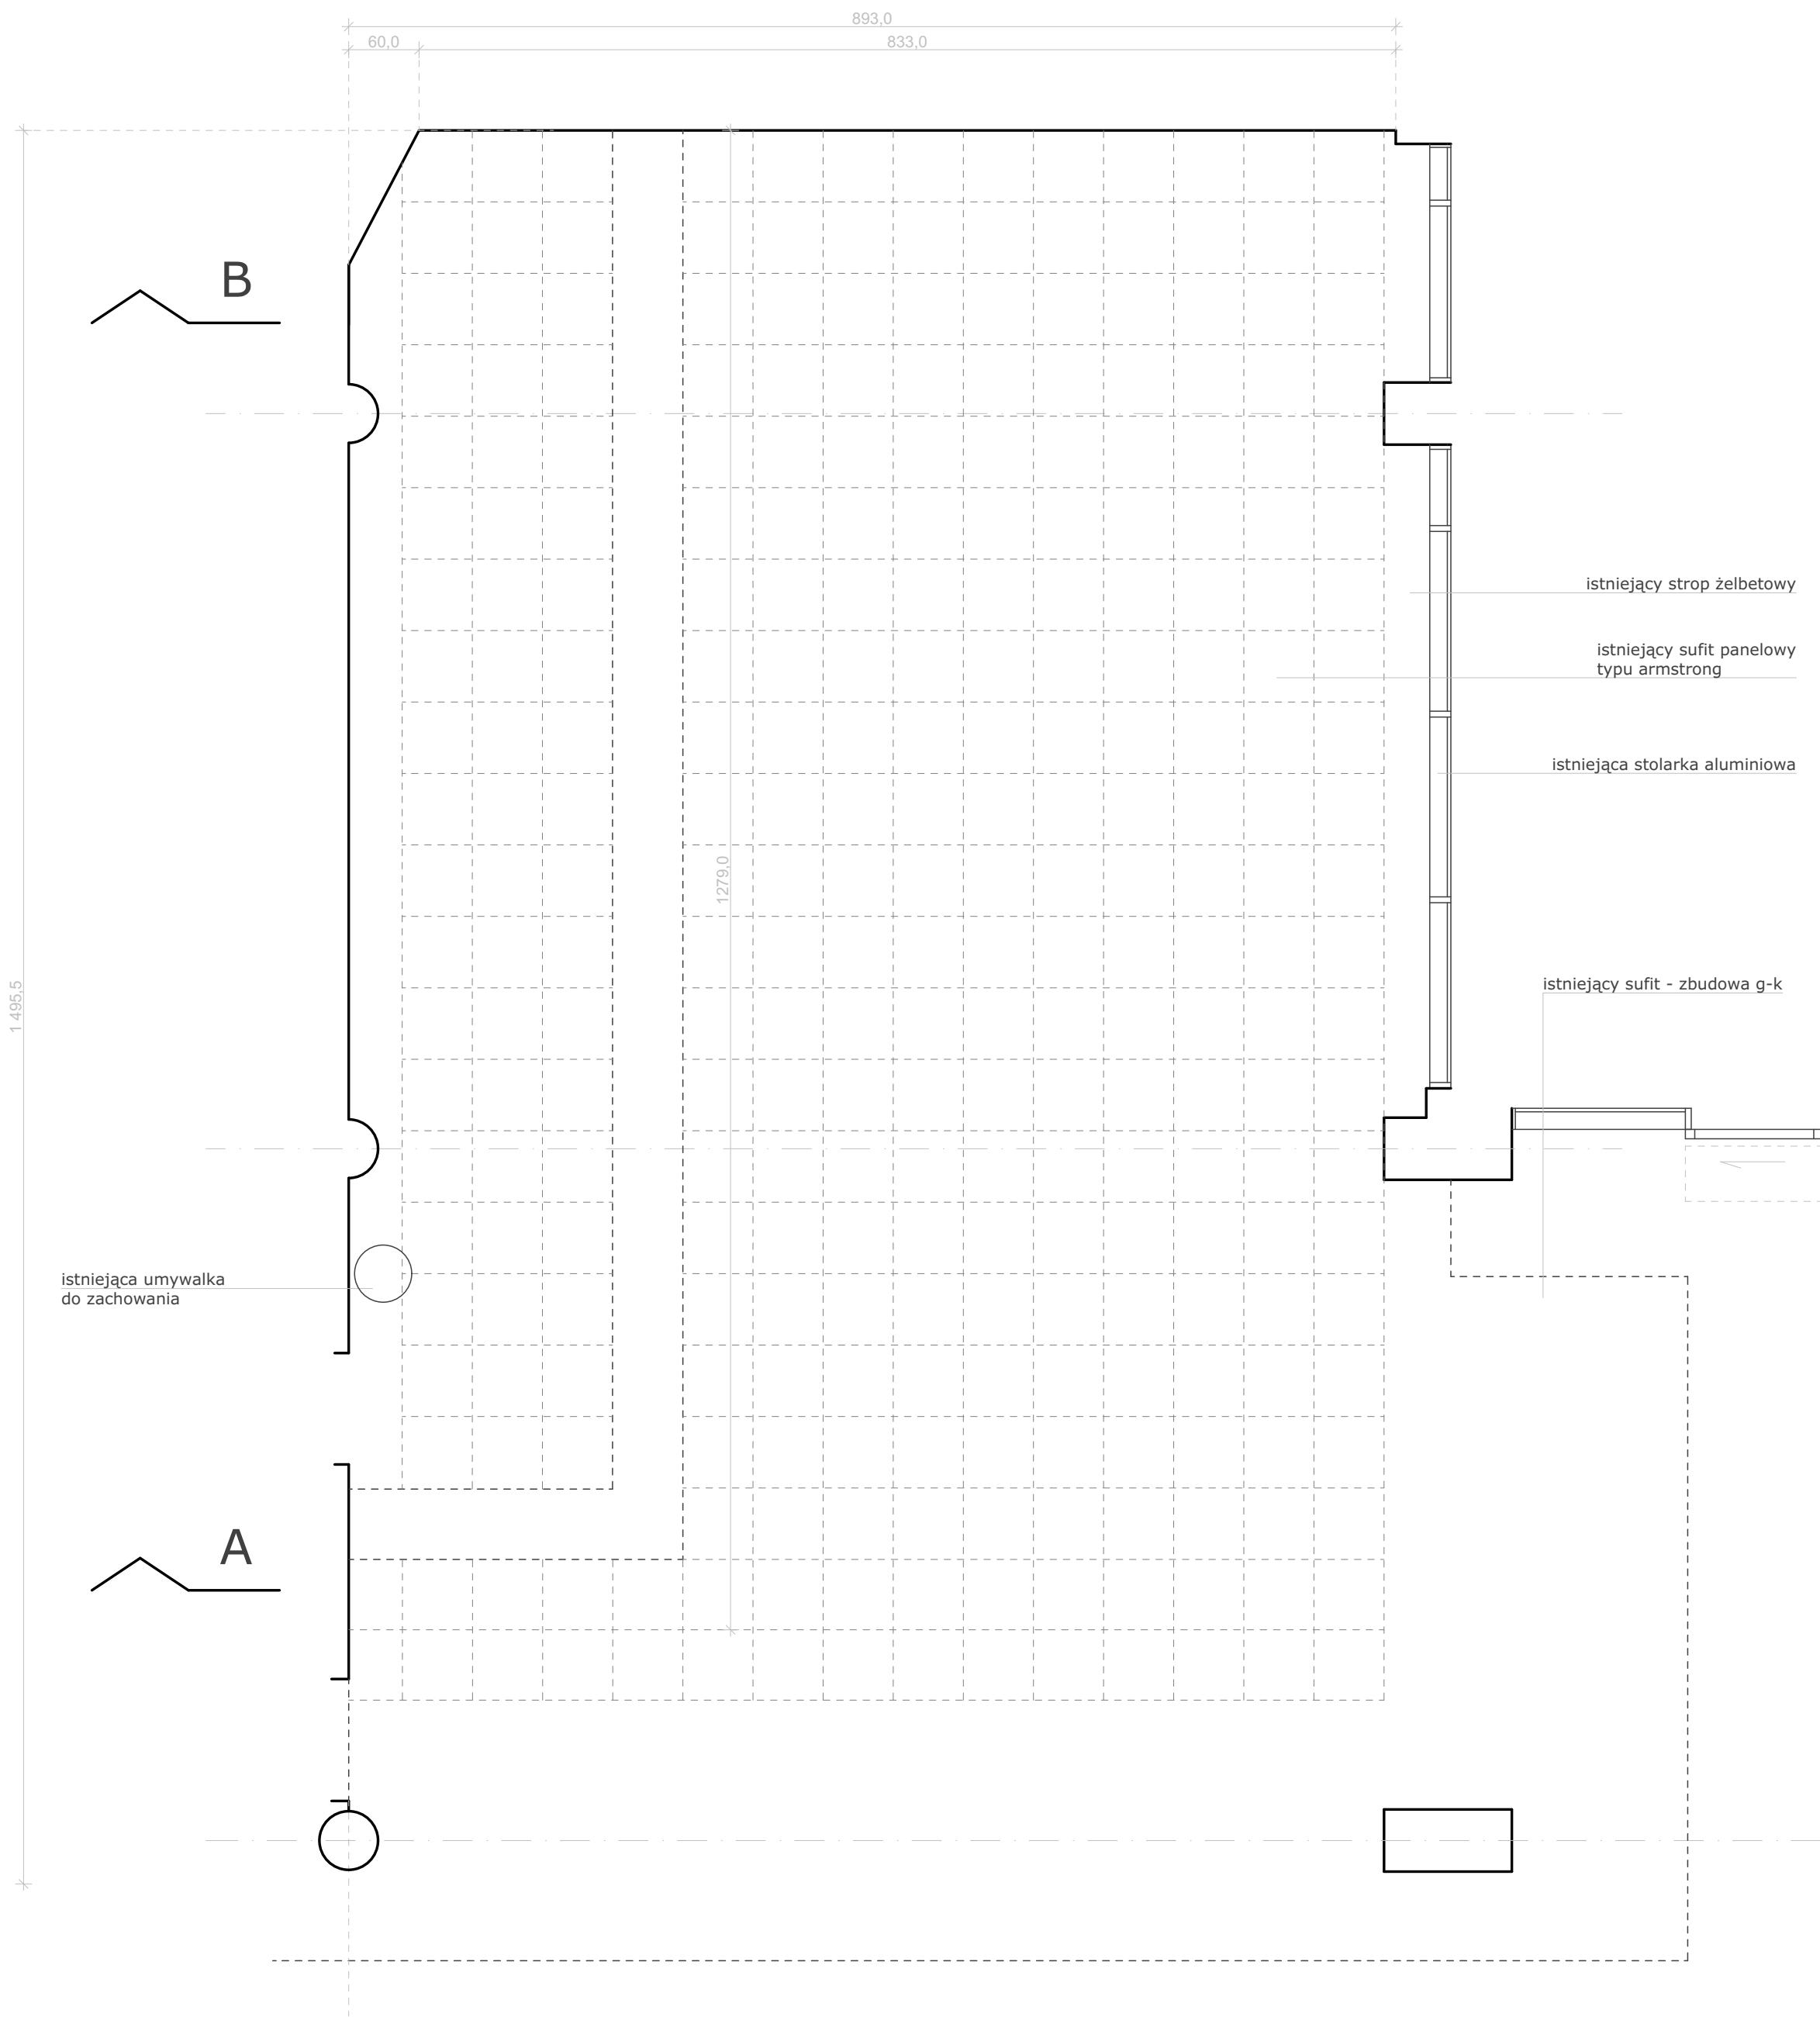 893,0
60,0
833,0
B
istniejący strop żelbetowy
istniejący sufit panelowy
typu armstrong
istniejąca stolarka aluminiowa
1279,0
1 495,5
istniejący sufit - zbudowa g-k
istniejąca umywalka
do zachowania
A